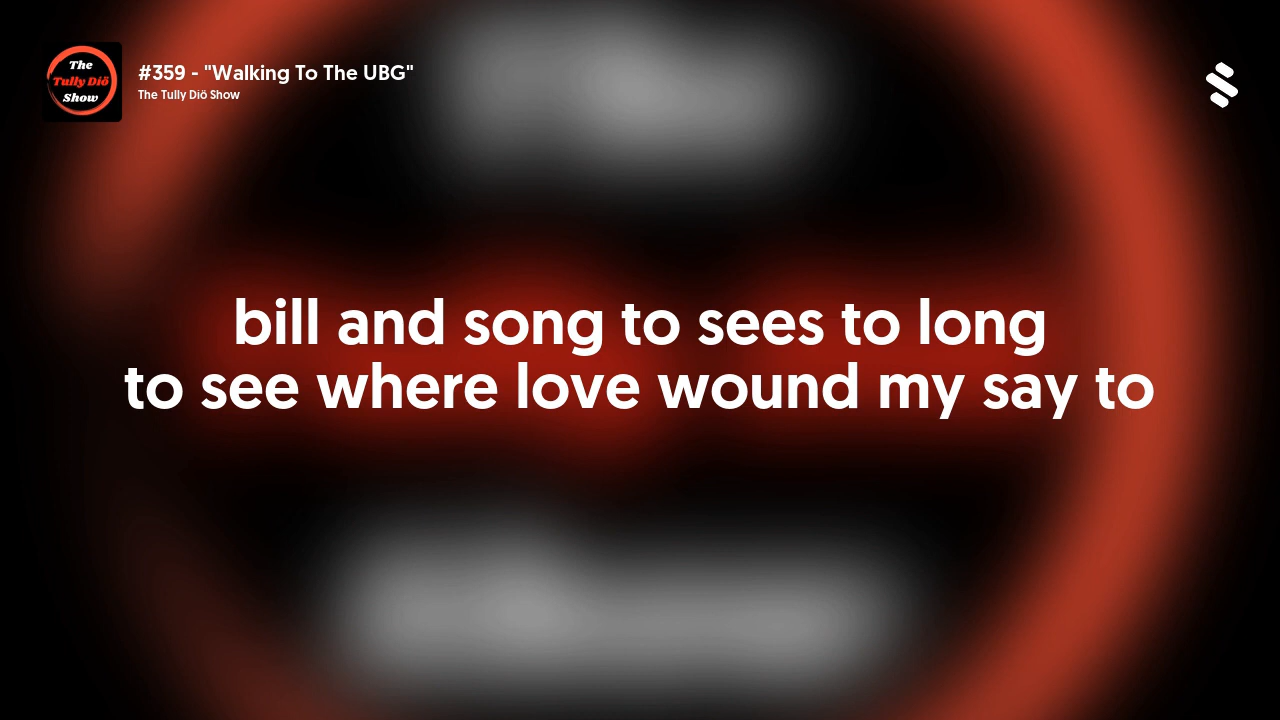 The
Tully Diö
Show
#359 - "Walking To The UBG"
The Tully Diö Show
bill and song to sees to long
to see where love wound my say to